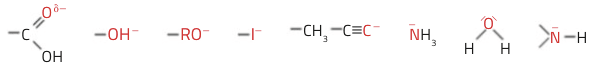 –C O δ– OH –OH⁻ –RO⁻ –I⁻ –CH₃ –C≡C⁻ NH₃ H O H N–H